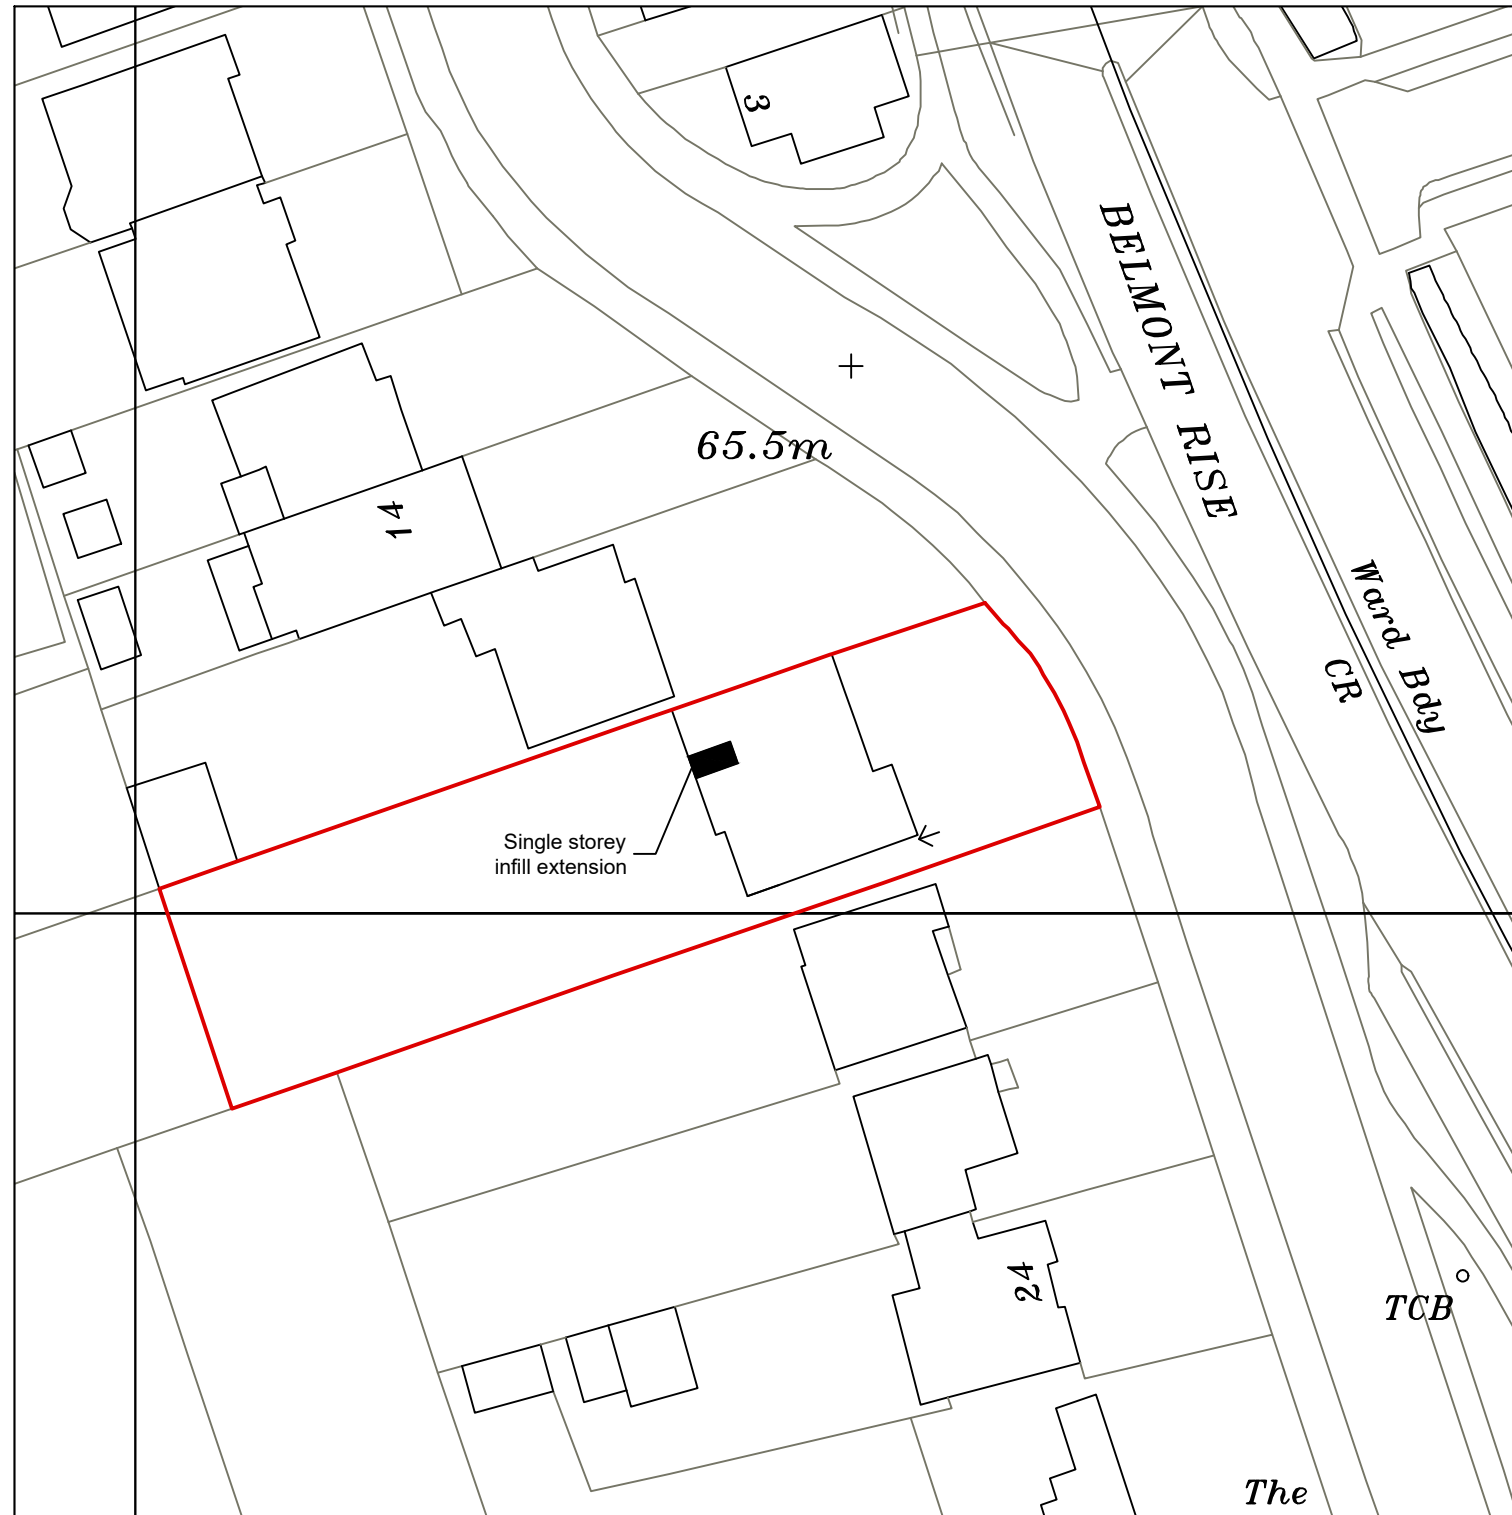 3
BELMONT RISE
65.5m
14
Ward Bdy
CR
Single storey
infill extension
24
TCB
The